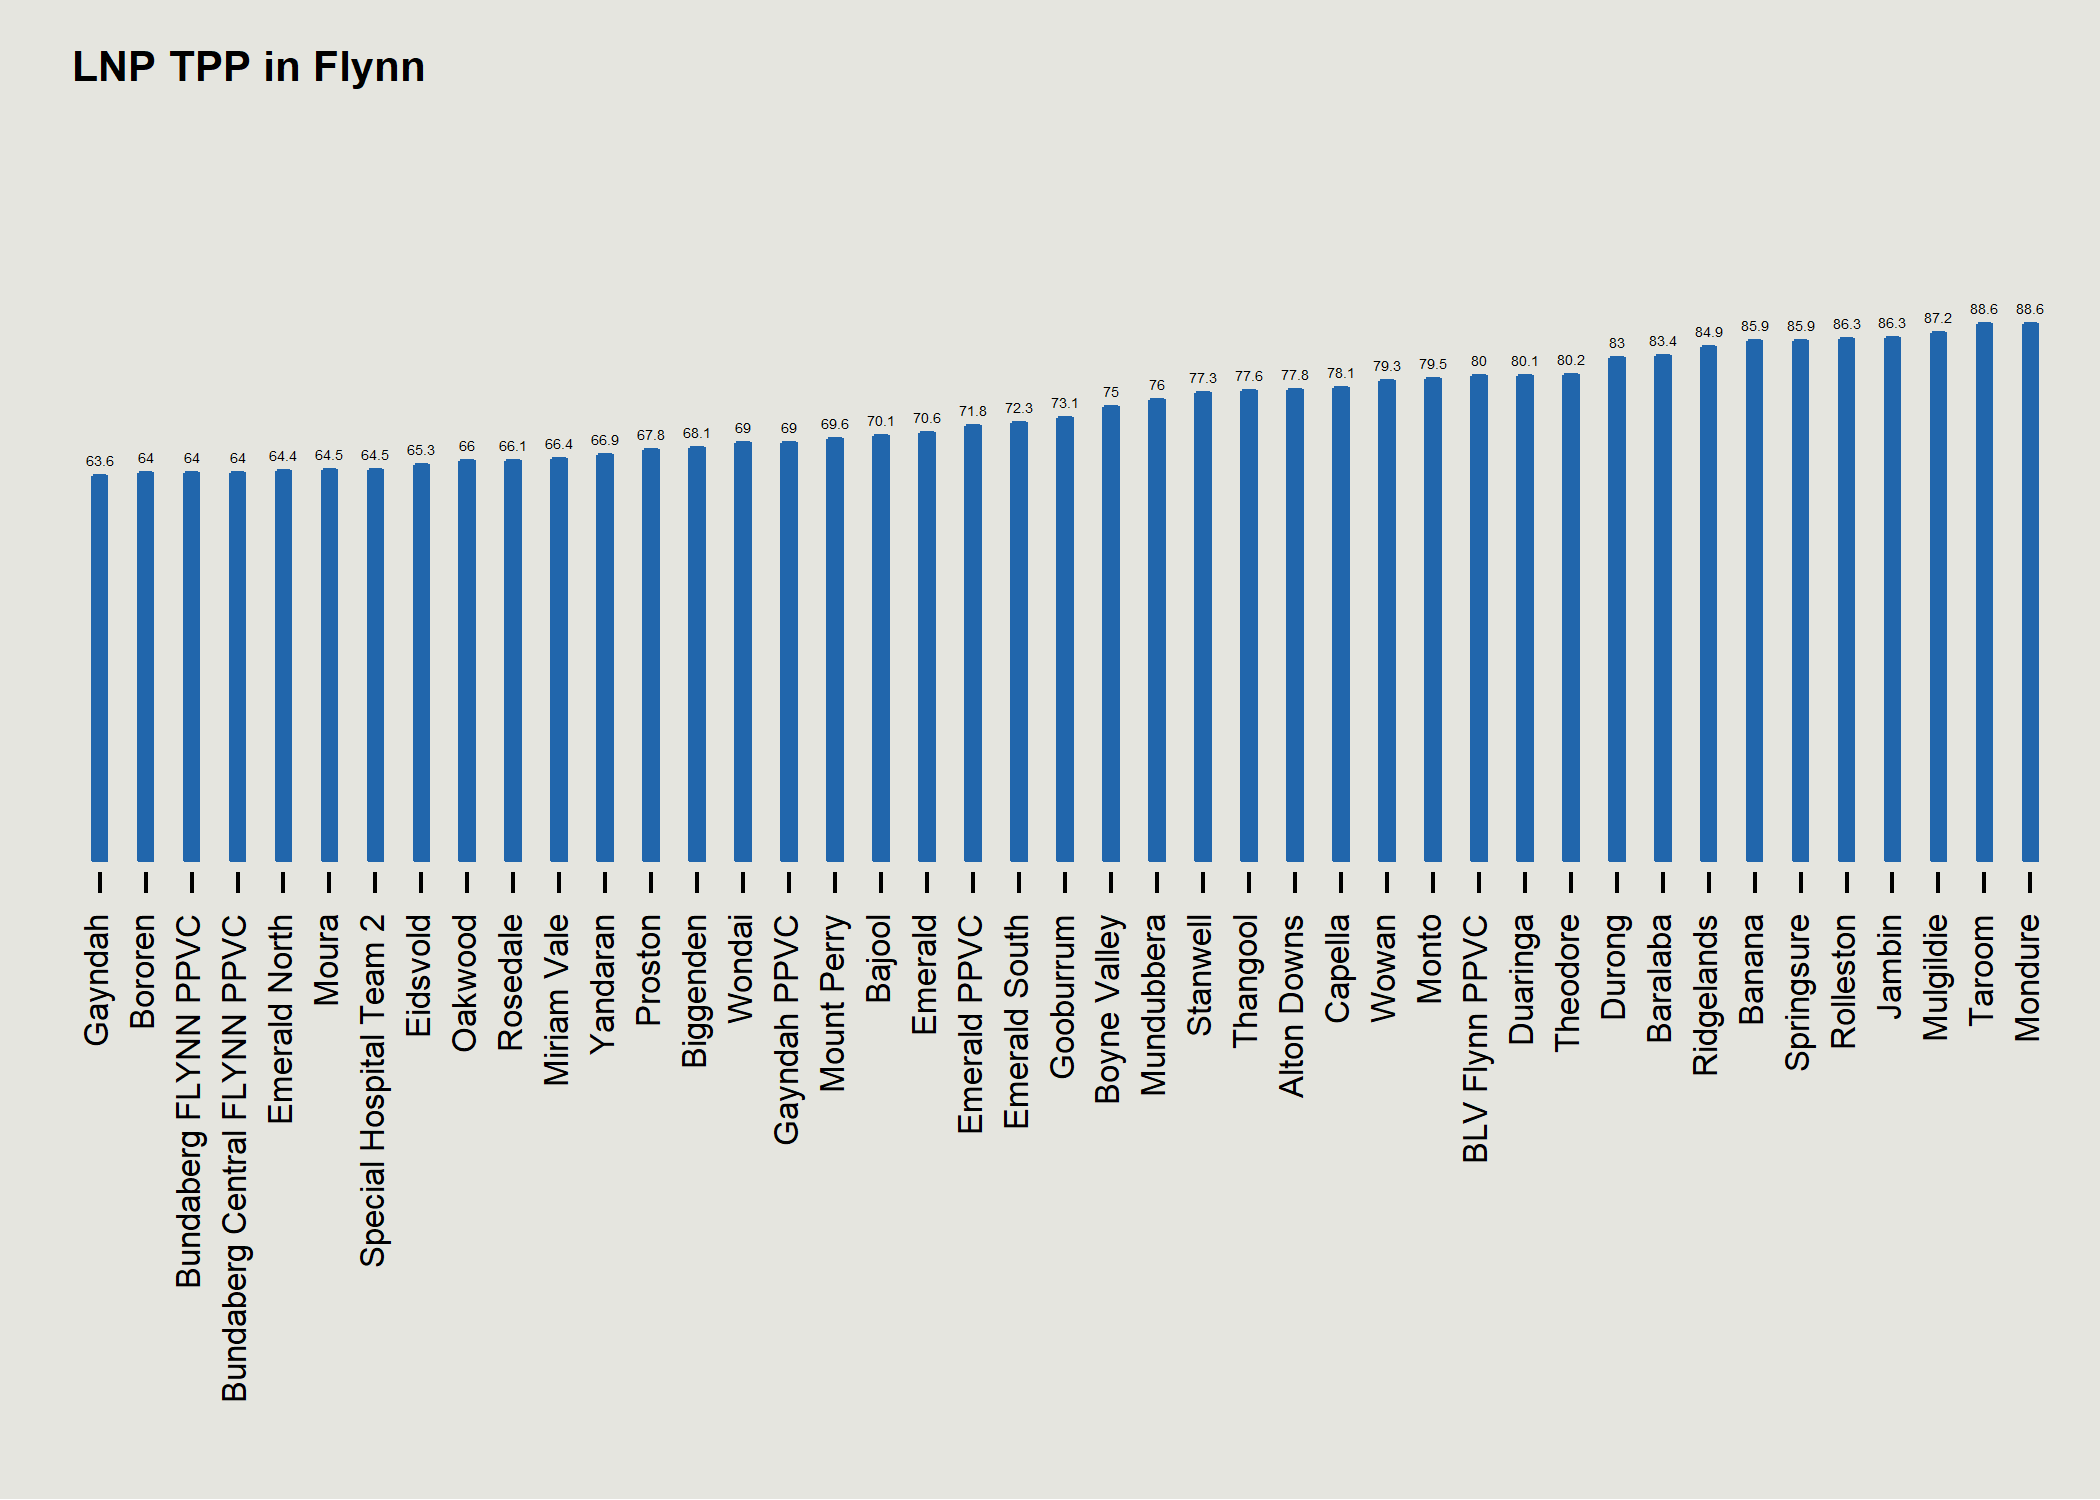 LNP TPP in Flynn
63.6
64
64
64
64.4
64.5
64.5
65.3
66
66.1
66.4
66.9
67.8
68.1
69
69
69.6
70.1
70.6
71.8
72.3
73.1
75
76
77.3
77.6
77.8
78.1
79.3
79.5
80
80.1
80.2
83
83.4
84.9
85.9
85.9
86.3
86.3
87.2
88.6
88.6
Gayndah
Bororen
Bundaberg FLYNN PPVC
Bundaberg Central FLYNN PPVC
Emerald North
Moura
Special Hospital Team 2
Eidsvold
Oakwood
Rosedale
Miriam Vale
Yandaran
Proston
Biggenden
Wondai
Gayndah PPVC
Mount Perry
Bajool
Emerald
Emerald PPVC
Emerald South
Gooburrum
Boyne Valley
Mundubbera
Stanwell
Thangool
Alton Downs
Capella
Wowan
Monto
BLV Flynn PPVC
Duaringa
Theodore
Durong
Baralaba
Ridgelands
Banana
Springsure
Rolleston
Jambin
Mulgildie
Taroom
Mondure